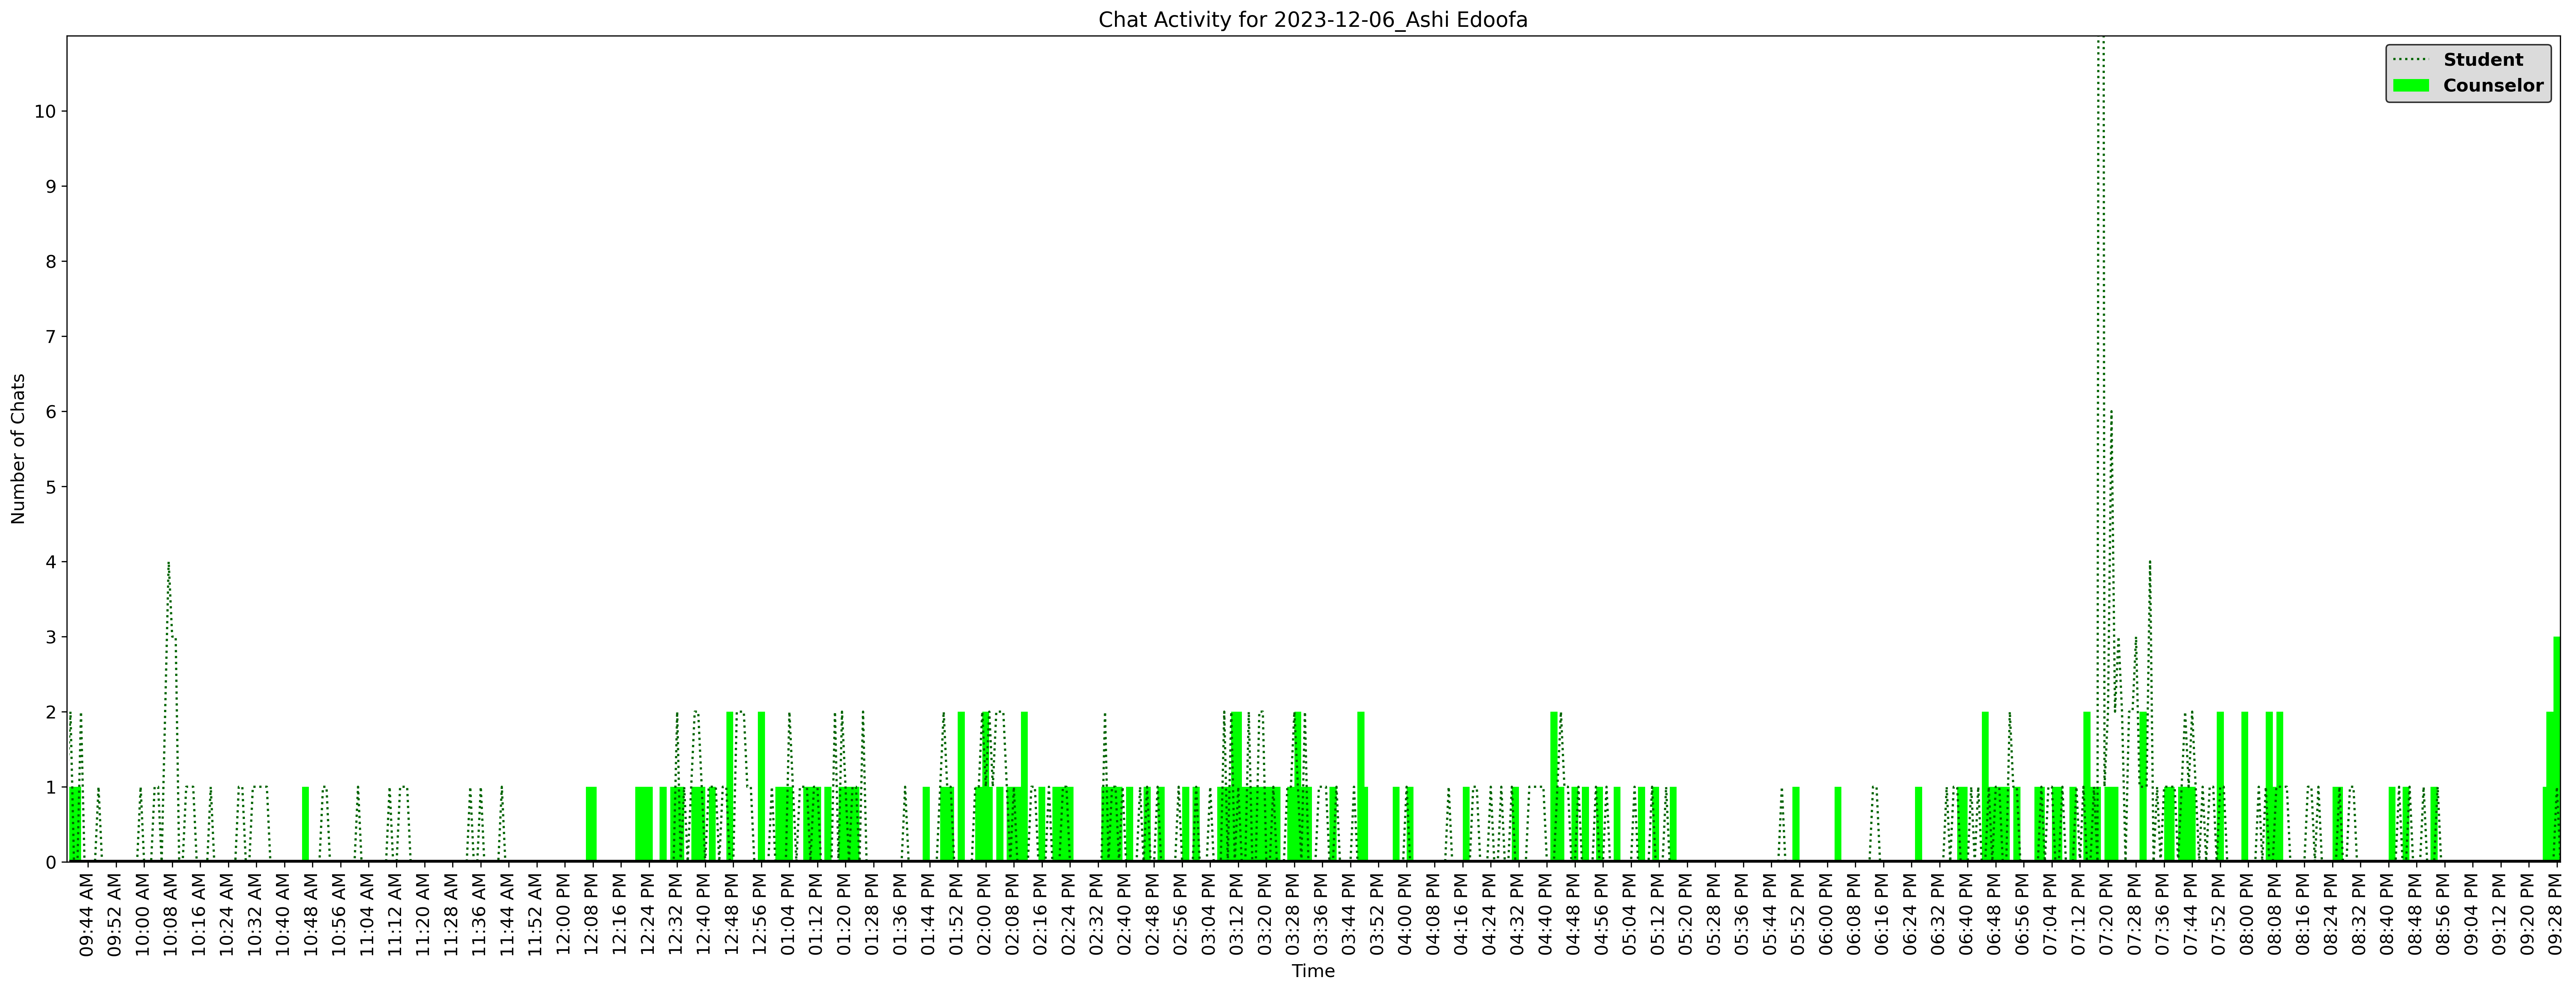 Chat Activity for 2023-12-06_Ashi Edoofa
Student
Counselor
Number of Chats
10
9
8
7
6
5
4
3
2
1
0
09:44 AM
09:52 AM
10:00 AM
10:08 AM
10:16 AM
10:24 AM
10:32 AM
10:40 AM
10:48 AM
10:56 AM
11:04 AM
11:12 AM
11:20 AM
11:28 AM
11:36 AM
11:44 AM
11:52 AM
12:00 PM
12:08 PM
12:16 PM
12:24 PM
12:32 PM
12:40 PM
12:48 PM
12:56 PM
01:04 PM
01:12 PM
01:20 PM
01:28 PM
01:36 PM
01:44 PM
01:52 PM
02:00 PM
02:08 PM
02:16 PM
02:24 PM
02:32 PM
02:40 PM
02:48 PM
02:56 PM
03:04 PM
03:12 PM
03:20 PM
03:28 PM
03:36 PM
03:44 PM
03:52 PM
04:00 PM
04:08 PM
04:16 PM
04:24 PM
04:32 PM
04:40 PM
04:48 PM
04:56 PM
05:04 PM
05:12 PM
05:20 PM
05:28 PM
05:36 PM
05:44 PM
05:52 PM
06:00 PM
06:08 PM
06:16 PM
06:24 PM
06:32 PM
06:40 PM
06:48 PM
06:56 PM
07:04 PM
07:12 PM
07:20 PM
07:28 PM
07:36 PM
07:44 PM
07:52 PM
08:00 PM
08:08 PM
08:16 PM
08:24 PM
08:32 PM
08:40 PM
08:48 PM
08:56 PM
09:04 PM
09:12 PM
09:20 PM
09:28 PM
Time